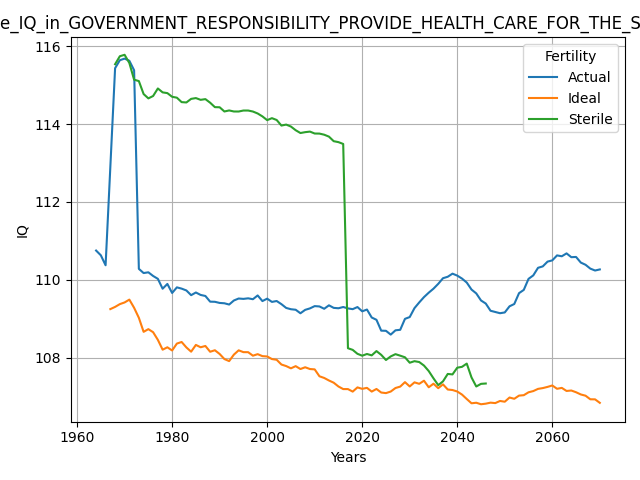 e_IQ_in_GOVERNMENT_RESPONSIBILITY_PROVIDE_HEALTH_CARE_FOR_THE_S
116
114
112
110
108
IQ
1960
1980
2000
2020
2040
2060
Years
Fertility
Actual
Ideal
Sterile